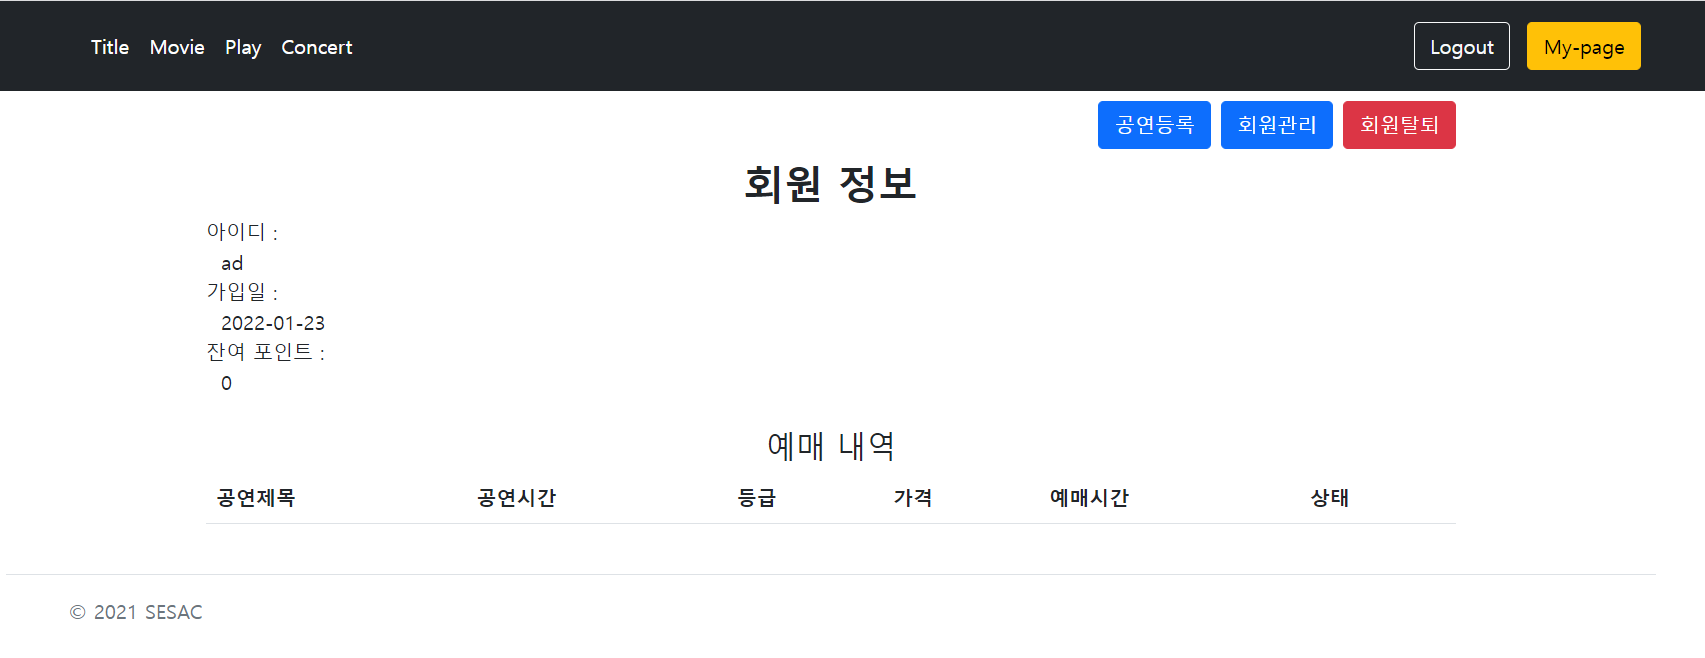 Title Movie Play Concert Logout My-page
공연등록 회원관리 회원탈퇴
회원 정보
아이디 :
ad
가입일 :
2022-01-23
잔여 포인트 :
0
예매 내역
공연제목 공연시간 등급 가격 예매시간 상태
© 2021 SESAC